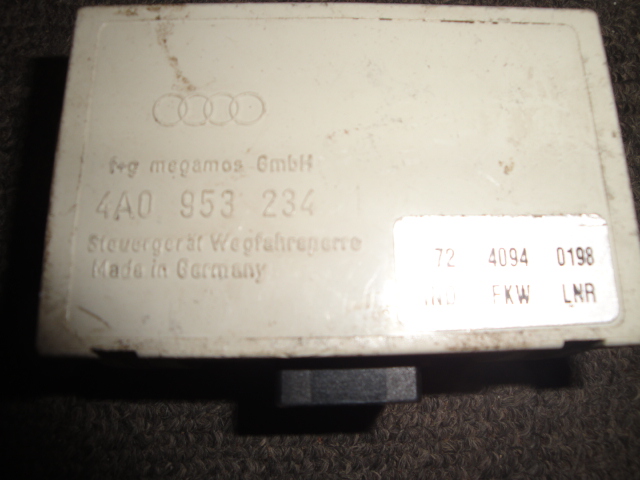 t+g megamos GmbH
4A0 953 234
Steuergerät Wegfahrsperre
Made in Germany
72 4094 0198
FKW LNR